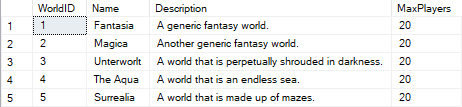 WorldID Name Description MaxPlayers
1 1 Fantasia A generic fantasy world. 20
2 2 Magica Another generic fantasy world. 20
3 3 Unterworlt A world that is perpetually shrouded in darkness. 20
4 4 The Aqua A world that is an endless sea. 20
5 5 Surrealia A world that is made up of mazes. 20